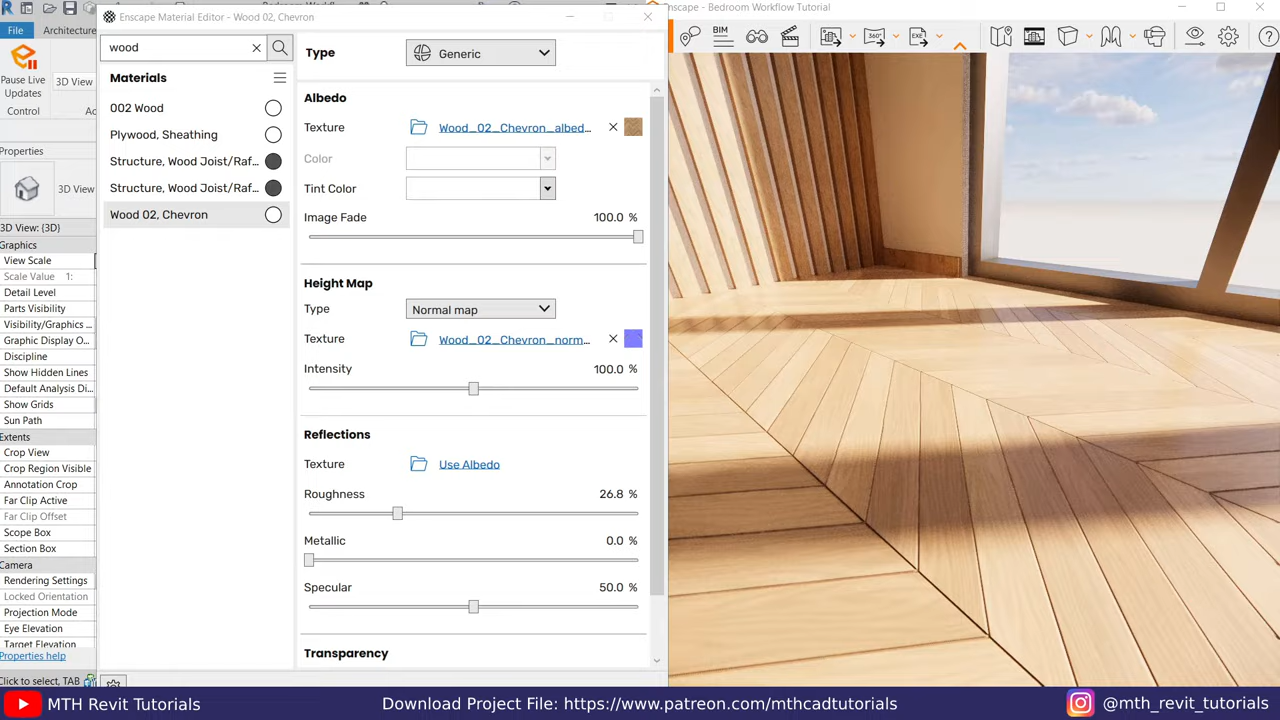 Enscape Material Editor - Wood 02, Chevron
- Bedroom Workflow Tutorial
File
Architecture
Pause Live
Updates
Control
3D View
Properties
3D View
3D View: {3D}
Graphics
View Scale
Scale Value 1:
Detail Level
Parts Visibility
Visibility/Graphics ...
Graphic Display O...
Discipline
Show Hidden Lines
Default Analysis Di...
Show Grids
Sun Path
Extents
Crop View
Crop Region Visible
Annotation Crop
Far Clip Active
Far Clip Offset
Scope Box
Section Box
Camera
Rendering Settings
Locked Orientation
Projection Mode
Eye Elevation
Target Elevation
Properties help
Click to select, TAB
wood
Materials
002 Wood
Plywood, Sheathing
Structure, Wood Joist/Raf...
Structure, Wood Joist/Raf...
Wood 02, Chevron
Type
Generic
Albedo
Texture Wood_02_Chevron_albed...
Color
Tint Color
Image Fade 100.0 %
Height Map
Type Normal map
Texture Wood_02_Chevron_norm...
Intensity 100.0 %
Reflections
Texture Use Albedo
Roughness 26.8 %
Metallic 0.0 %
Specular 50.0 %
Transparency
BIM
360°
EXE
MTH Revit Tutorials
Download Project File: https://www.patreon.com/mthcadtutorials
@mth_revit_tutorials